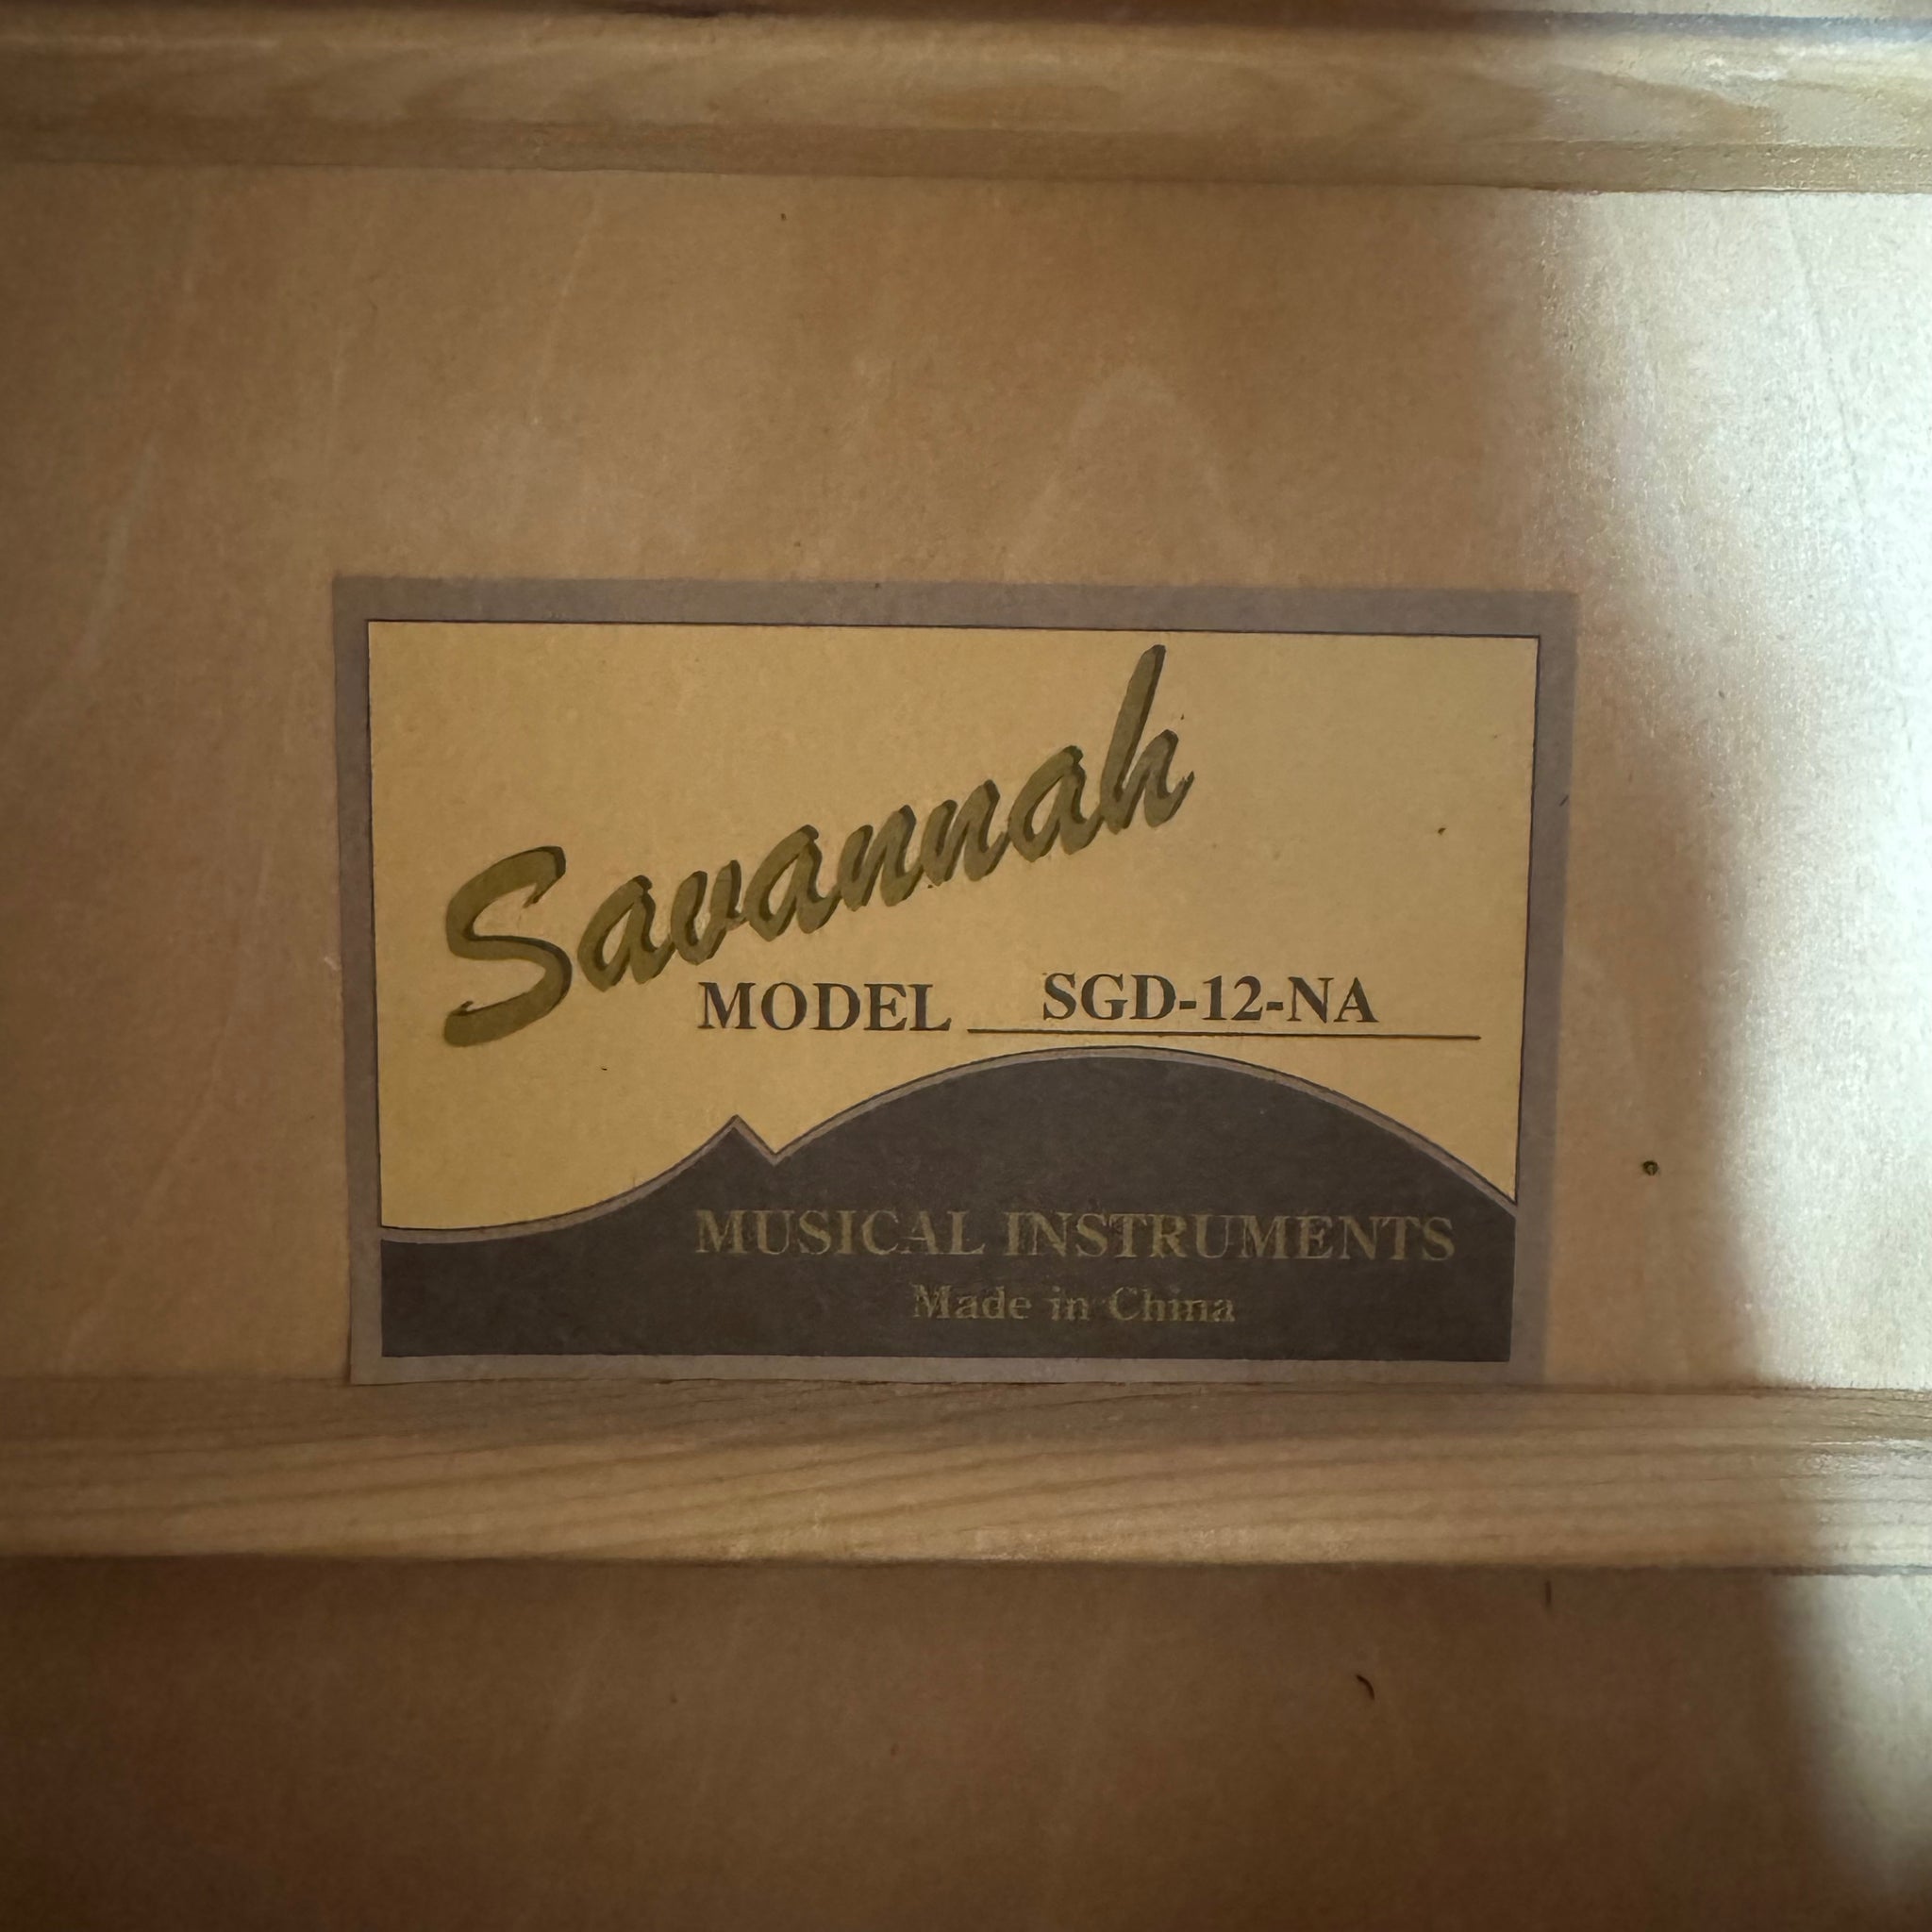 Savannah
MODEL SGD-12-NA
MUSICAL INSTRUMENTS
Made in China